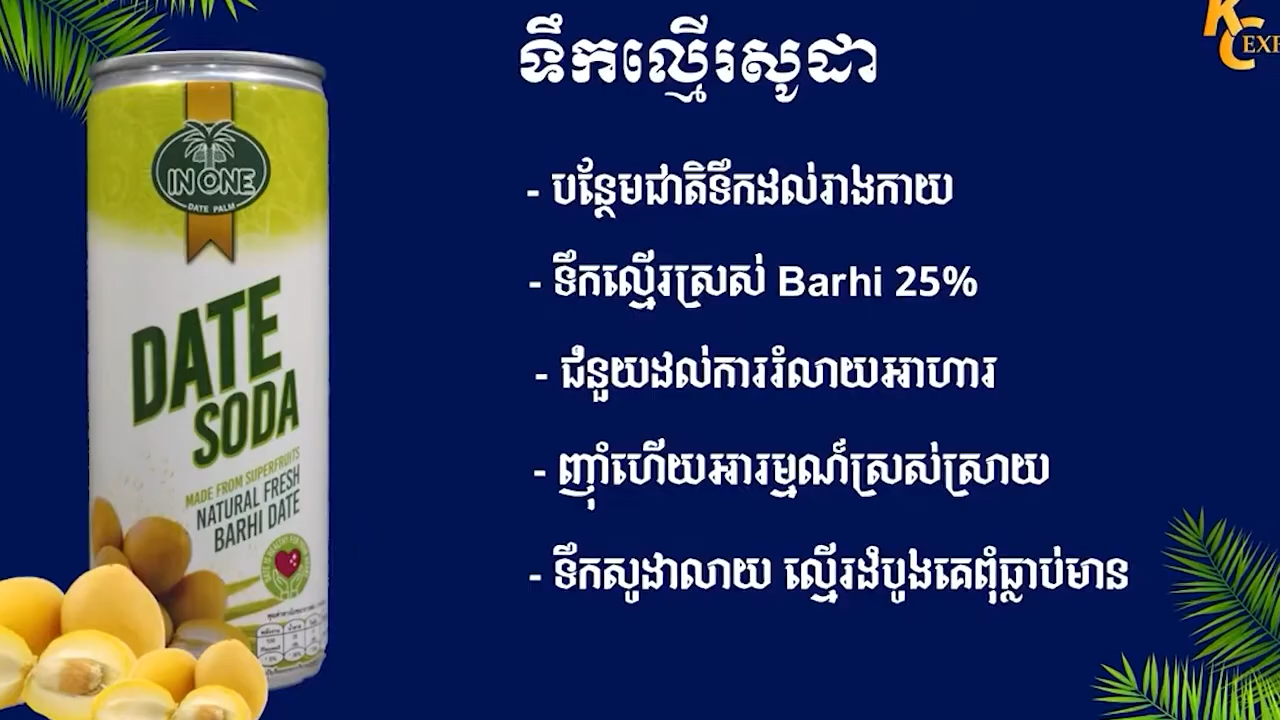 ទឹកល្មើរសូដា
KC EXP
IN ONE
DATE PALM
DATE
SODA
MADE FROM SUPERFRUITS
NATURAL FRESH
BARHI DATE
- បន្ថែមជាតិទឹកដល់រាងកាយ
- ទឹកល្មើរស្រស់ Barhi 25%
- ជំនួយដល់ការរំលាយអាហារ
- ញ៉ាំហើយអារម្មណ៍ស្រស់ស្រាយ
- ទឹកសូដាលាយ ល្មើរដំបូងគេពុំធ្លាប់មាន